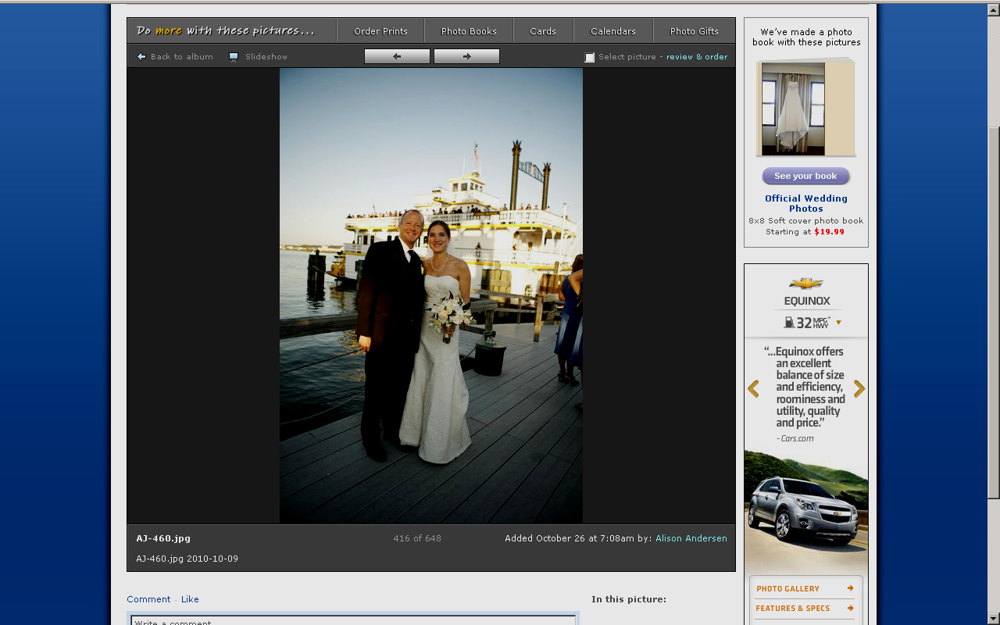 Do more with these pictures...
Order Prints
Photo Books
Cards
Calendars
Photo Gifts
Back to album
Slideshow
Select picture - review & order
AJ-460.jpg
416 of 648
Added October 26 at 7:08am by: Alison Andersen
AJ-460.jpg 2010-10-09
Comment · Like
In this picture:
Write a comment
We've made a photo
book with these pictures
See your book
Official Wedding
Photos
8x8 Soft cover photo book
Starting at $19.99
EQUINOX
32 MPG HWY
“...Equinox offers
an excellent
balance of size
and efficiency,
roominess and
utility, quality
and price.”
- Cars.com
PHOTO GALLERY
FEATURES & SPECS